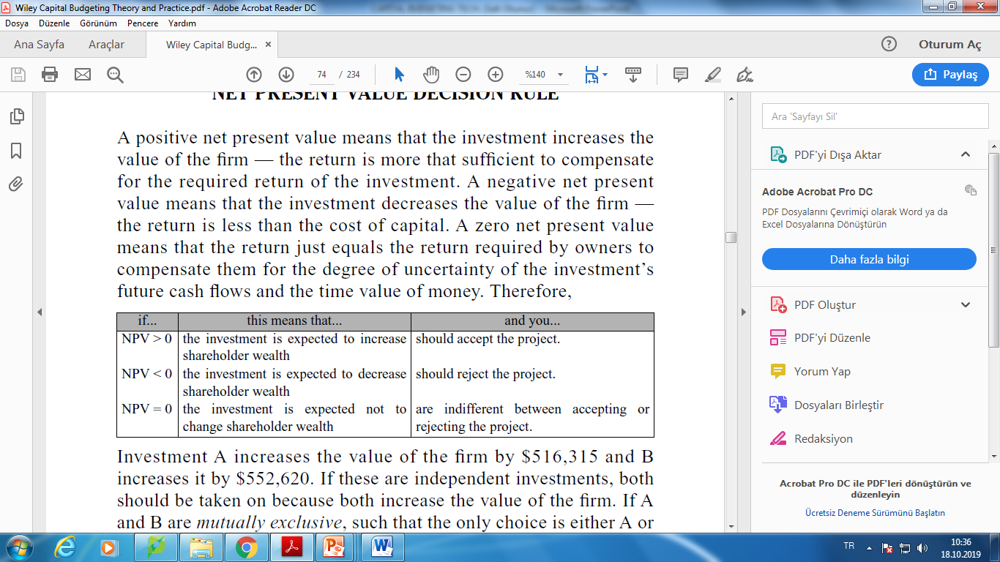 Wiley Capital Budgeting Theory and Practice.pdf - Adobe Acrobat Reader DC
Dosya Düzenle Görünüm Pencere Yardım
Ana Sayfa Araçlar Wiley Capital Budg... × ? Oturum Aç
74 / 234 %140 Paylaş
NET PRESENT VALUE DECISION RULE
A positive net present value means that the investment increases the
value of the firm — the return is more that sufficient to compensate
for the required return of the investment. A negative net present
value means that the investment decreases the value of the firm —
the return is less than the cost of capital. A zero net present value
means that the return just equals the return required by owners to
compensate them for the degree of uncertainty of the investment's
future cash flows and the time value of money. Therefore,
if... this means that... and you...
NPV > 0 the investment is expected to increase should accept the project.
shareholder wealth
NPV < 0 the investment is expected to decrease should reject the project.
shareholder wealth
NPV = 0 the investment is expected not to are indifferent between accepting or
change shareholder wealth rejecting the project.
Investment A increases the value of the firm by $516,315 and B
increases it by $552,620. If these are independent investments, both
should be taken on because both increase the value of the firm. If A
and B are mutually exclusive, such that the only choice is either A or
Ara 'Sayfayı Sil'
PDF'yi Dışa Aktar
Adobe Acrobat Pro DC
PDF Dosyalarını Çevrimiçi olarak Word ya da
Excel Dosyalarına Dönüştürün
Daha fazla bilgi
PDF Oluştur
PDF'yi Düzenle
Yorum Yap
Dosyaları Birleştir
Redaksiyon
Acrobat Pro DC ile PDF'leri dönüştürün ve
düzenleyin
Ücretsiz Deneme Sürümünü Başlatın
TR 10:36
18.10.2019